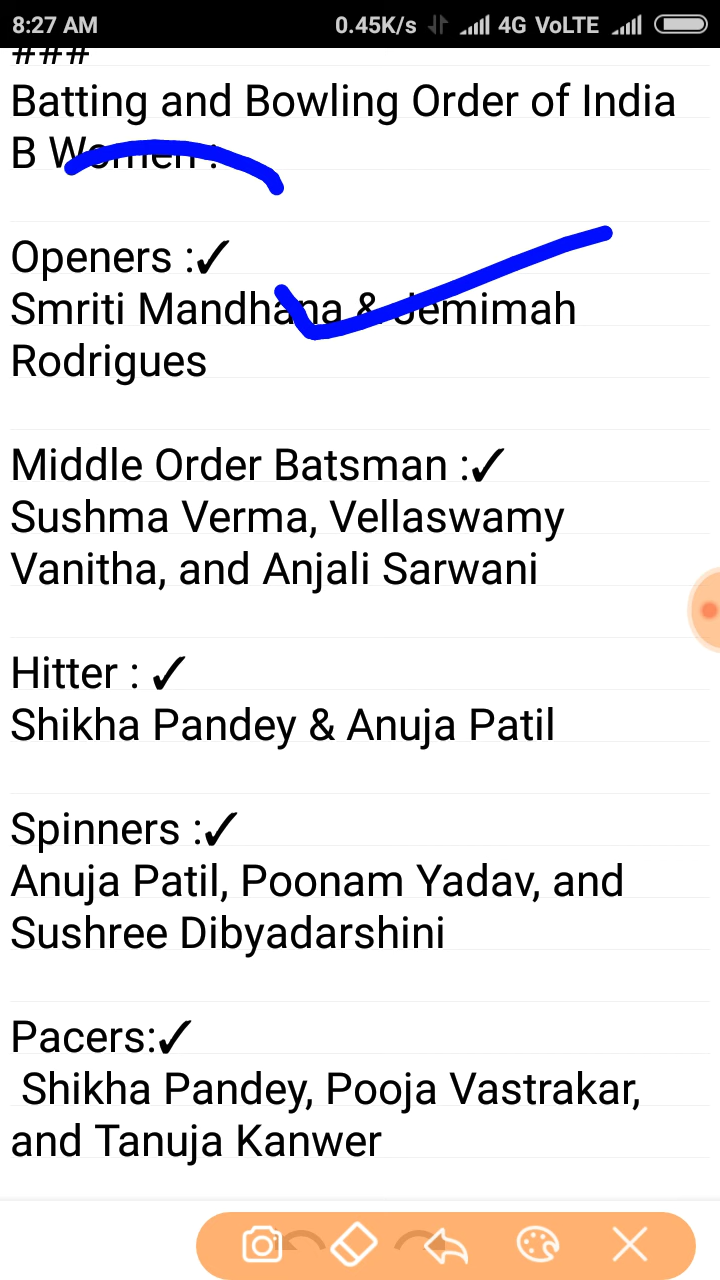 8:27 AM 0.45K/s 4G VoLTE
###
Batting and Bowling Order of India
B Women :
Openers :✓
Smriti Mandhana & Jemimah
Rodrigues
Middle Order Batsman :✓
Sushma Verma, Vellaswamy
Vanitha, and Anjali Sarwani
Hitter : ✓
Shikha Pandey & Anuja Patil
Spinners :✓
Anuja Patil, Poonam Yadav, and
Sushree Dibyadarshini
Pacers:✓
Shikha Pandey, Pooja Vastrakar,
and Tanuja Kanwer